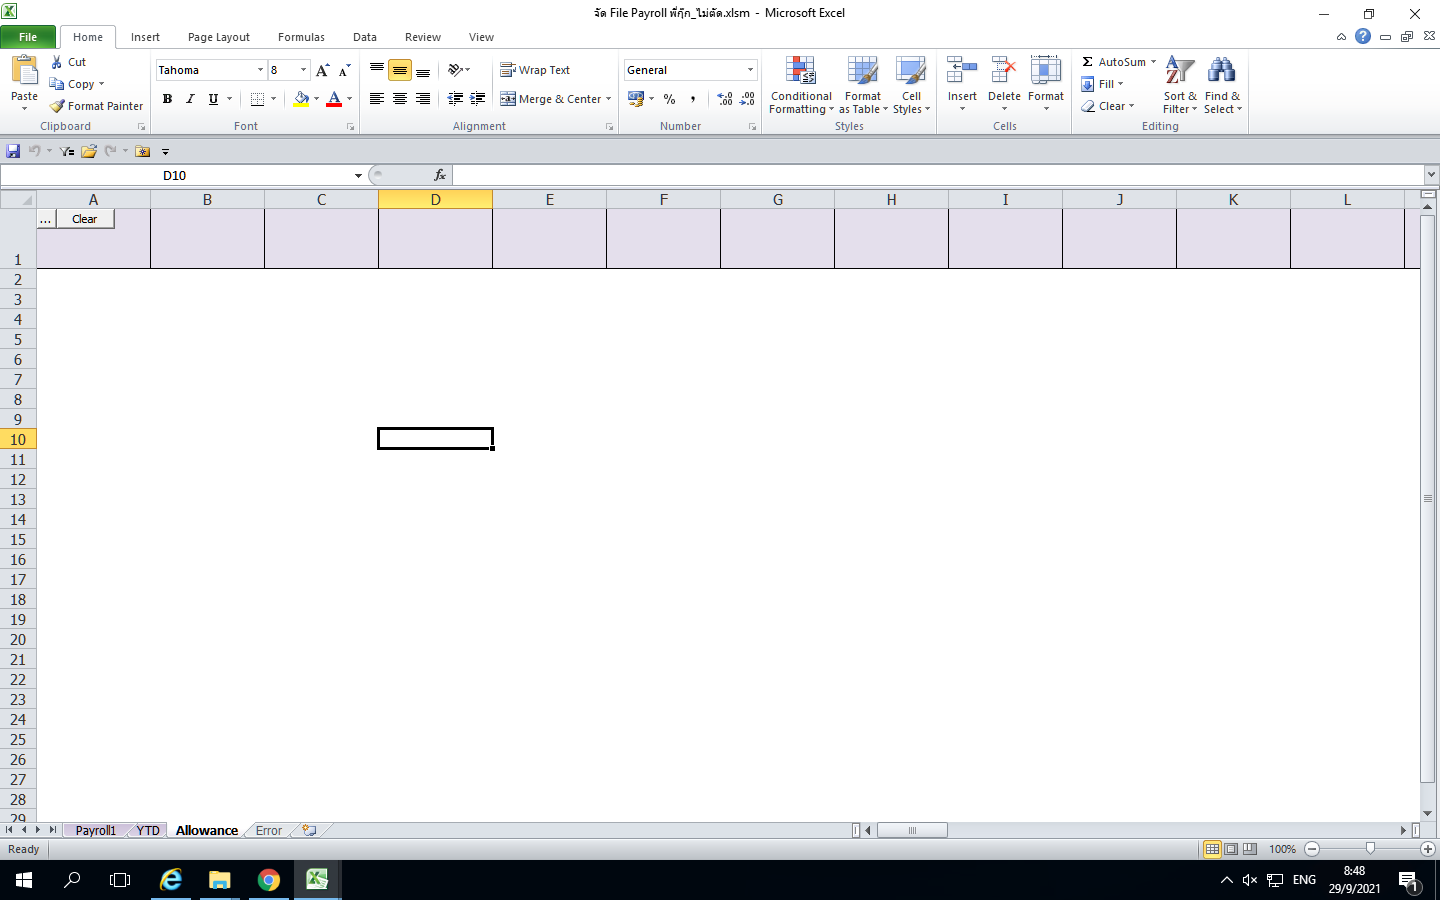 จัด File Payroll พี่กุ๊ก_ไม่ตัด.xlsm - Microsoft Excel
File Home Insert Page Layout Formulas Data Review View
Paste Cut Copy Format Painter Clipboard
Tahoma 8 B I U Font
Wrap Text Merge & Center Alignment
General % Number
Conditional Formatting Format as Table Cell Styles Styles
Insert Delete Format Cells
AutoSum Fill Clear Sort & Filter Find & Select Editing
D10 fx
A B C D E F G H I J K L
... Clear
1
2
3
4
5
6
7
8
9
10
11
12
13
14
15
16
17
18
19
20
21
22
23
24
25
26
27
28
29
Payroll1 YTD Allowance Error
Ready 100%
ENG 8:48
29/9/2021
1